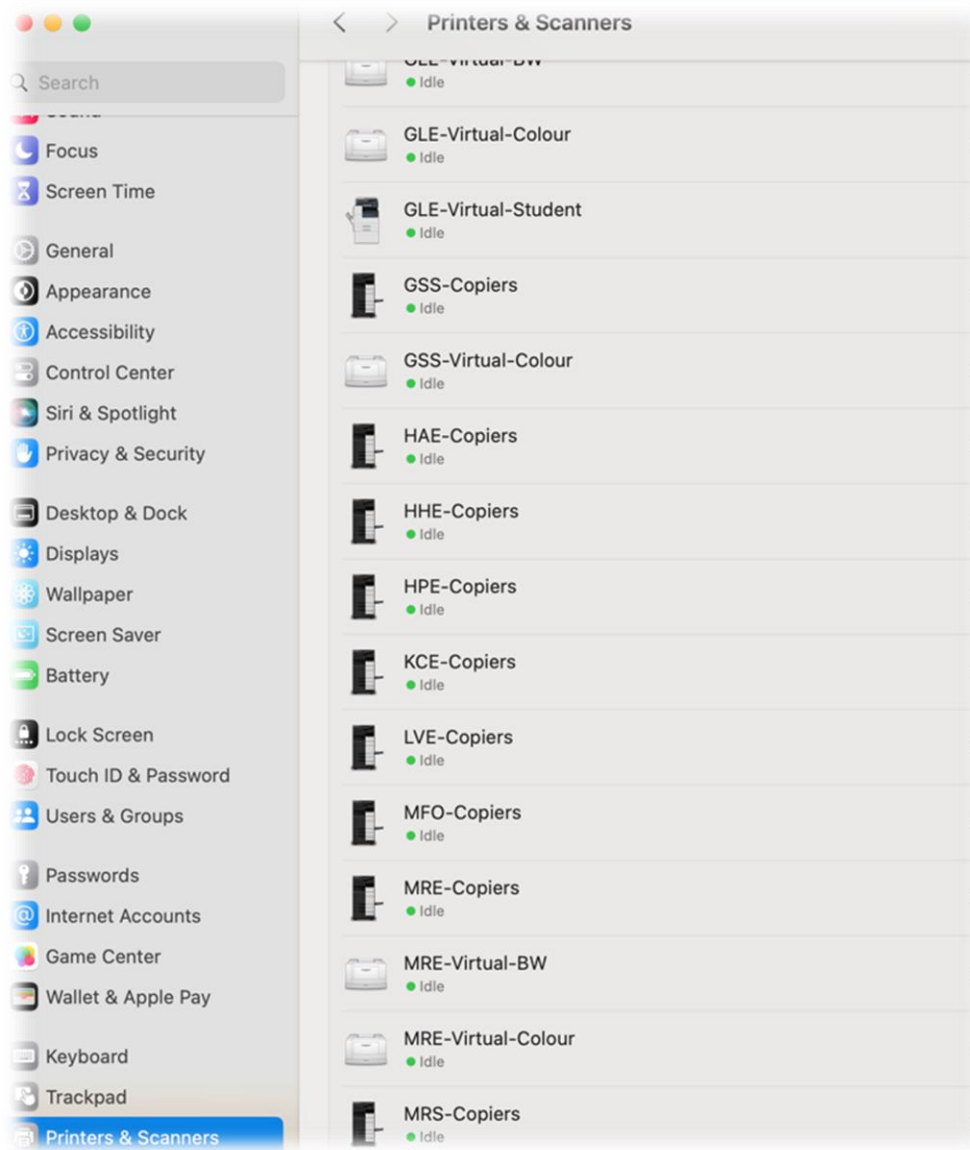 Search
Sound
Focus
Screen Time
General
Appearance
Accessibility
Control Center
Siri & Spotlight
Privacy & Security
Desktop & Dock
Displays
Wallpaper
Screen Saver
Battery
Lock Screen
Touch ID & Password
Users & Groups
Passwords
Internet Accounts
Game Center
Wallet & Apple Pay
Keyboard
Trackpad
Printers & Scanners
Printers & Scanners
GLE-Virtual-BW
Idle
GLE-Virtual-Colour
Idle
GLE-Virtual-Student
Idle
GSS-Copiers
Idle
GSS-Virtual-Colour
Idle
HAE-Copiers
Idle
HHE-Copiers
Idle
HPE-Copiers
Idle
KCE-Copiers
Idle
LVE-Copiers
Idle
MFO-Copiers
Idle
MRE-Copiers
Idle
MRE-Virtual-BW
Idle
MRE-Virtual-Colour
Idle
MRS-Copiers
Idle